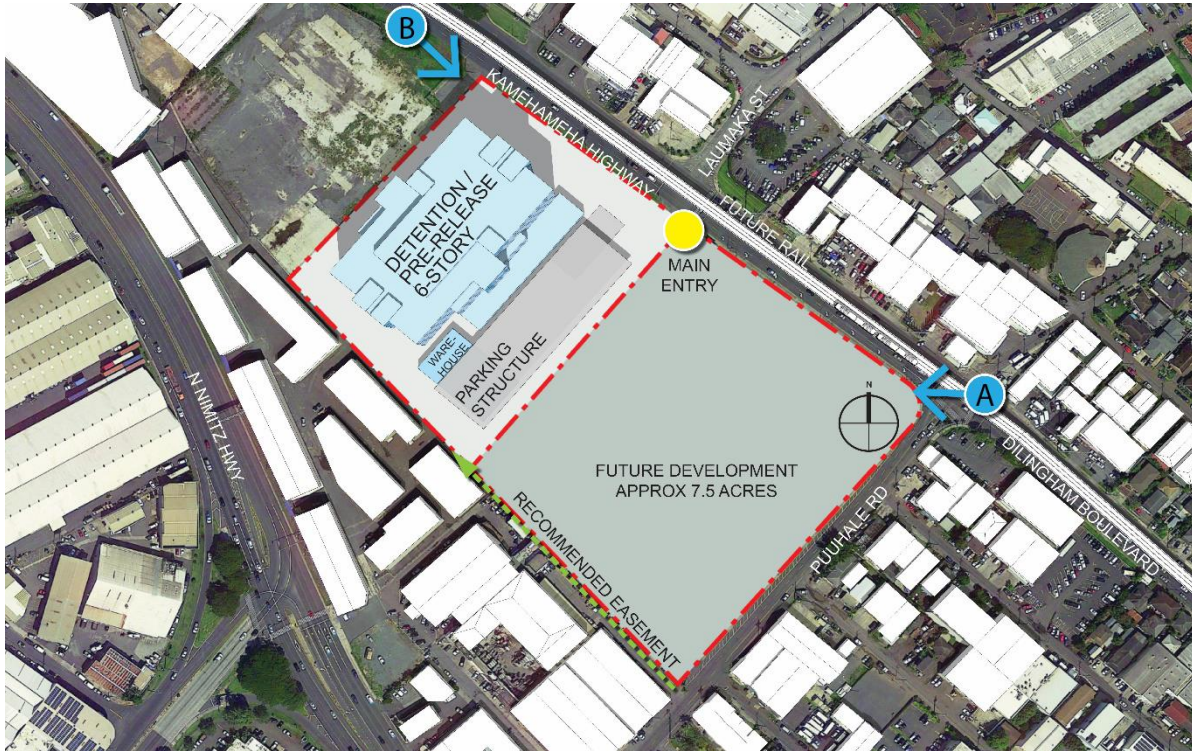 B
KAMEHAMEHA HIGHWAY
LAUMAKA ST
FUTURE RAIL
DETENTION /
PRE-RELEASE
6-STORY
MAIN
ENTRY
WARE-
HOUSE
PARKING
STRUCTURE
N NIMITZ HWY
A
N
DILINGHAM BOULEVARD
FUTURE DEVELOPMENT
APPROX 7.5 ACRES
PUUHALE RD
RECOMMENDED EASEMENT